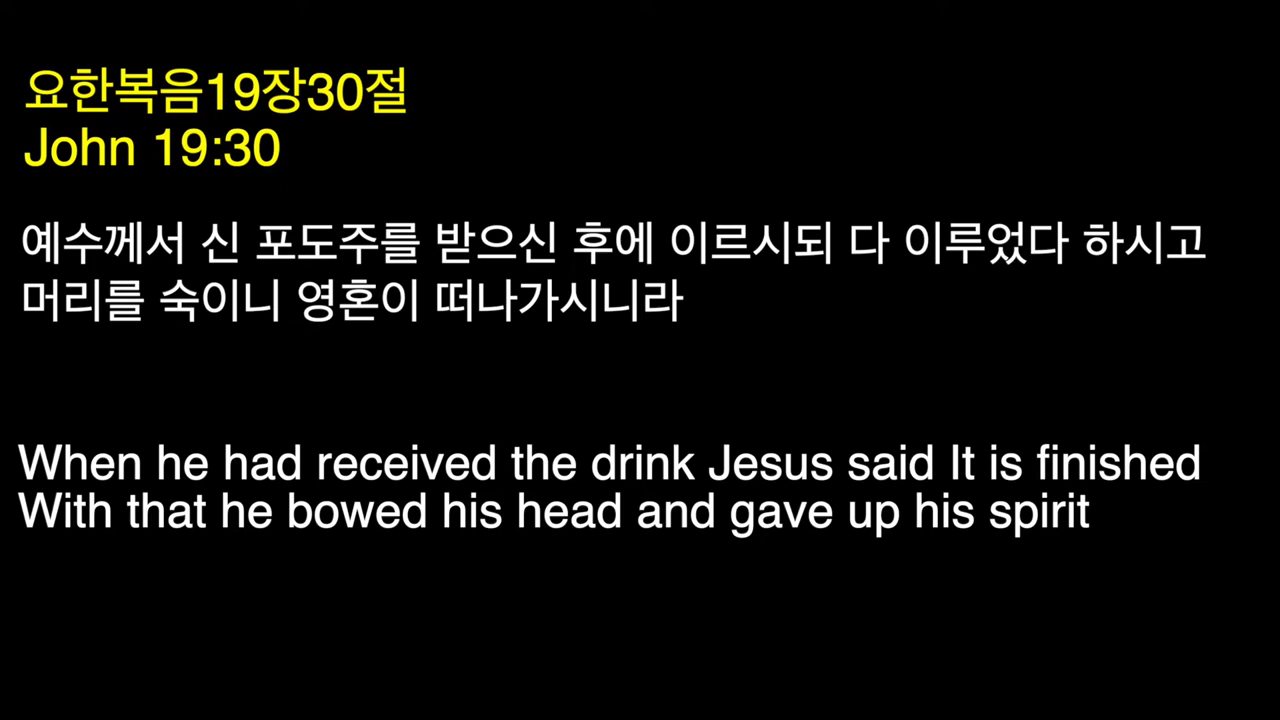 요한복음19장30절
John 19:30
예수께서 신 포도주를 받으신 후에 이르시되 다 이루었다 하시고
머리를 숙이니 영혼이 떠나가시니라
When he had received the drink Jesus said It is finished
With that he bowed his head and gave up his spirit